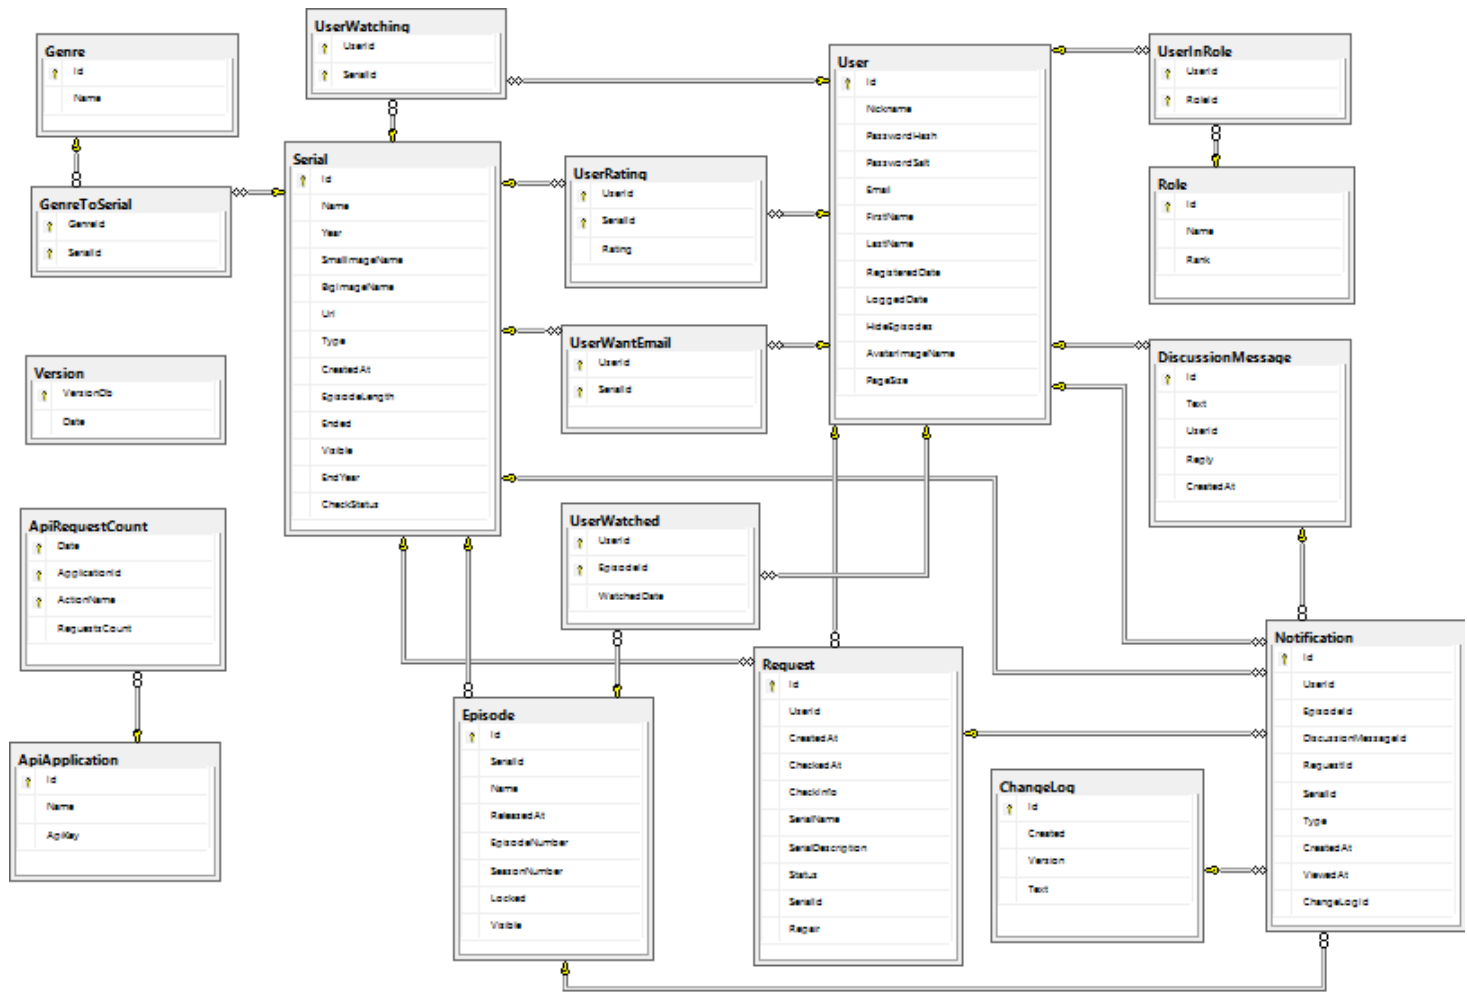 Genre
Id
Name
GenreToSerial
GenreId
SerialId
Version
VersionDb
Date
ApiRequestCount
Date
ApplicationId
ActionName
RequestsCount
ApiApplication
Id
Name
ApiKey
UserWatching
UserId
SerialId
Serial
Id
Name
Year
SmallImageName
BigImageName
Url
Type
CreatedAt
EpisodeLength
Ended
Visible
EndYear
CheckStatus
UserRating
UserId
SerialId
Rating
UserWantEmail
UserId
SerialId
UserWatched
UserId
EpisodeId
WatchedDate
Episode
Id
SerialId
Name
ReleasedAt
EpisodeNumber
SeasonNumber
Locked
Visible
User
Id
Nickname
PasswordHash
PasswordSalt
Email
FirstName
LastName
RegisteredDate
LoggedDate
HideEpisodes
AvatarImageName
PageSize
Request
Id
UserId
CreatedAt
CheckedAt
CheckInfo
SerialName
SerialDescription
Status
SerialId
Repair
UserInRole
UserId
RoleId
Role
Id
Name
Rank
DiscussionMessage
Id
Text
UserId
Reply
CreatedAt
ChangeLog
Id
Created
Version
Text
Notification
Id
UserId
EpisodeId
DiscussionMessageId
RequestId
SerialId
Type
CreatedAt
ViewedAt
ChangeLogId